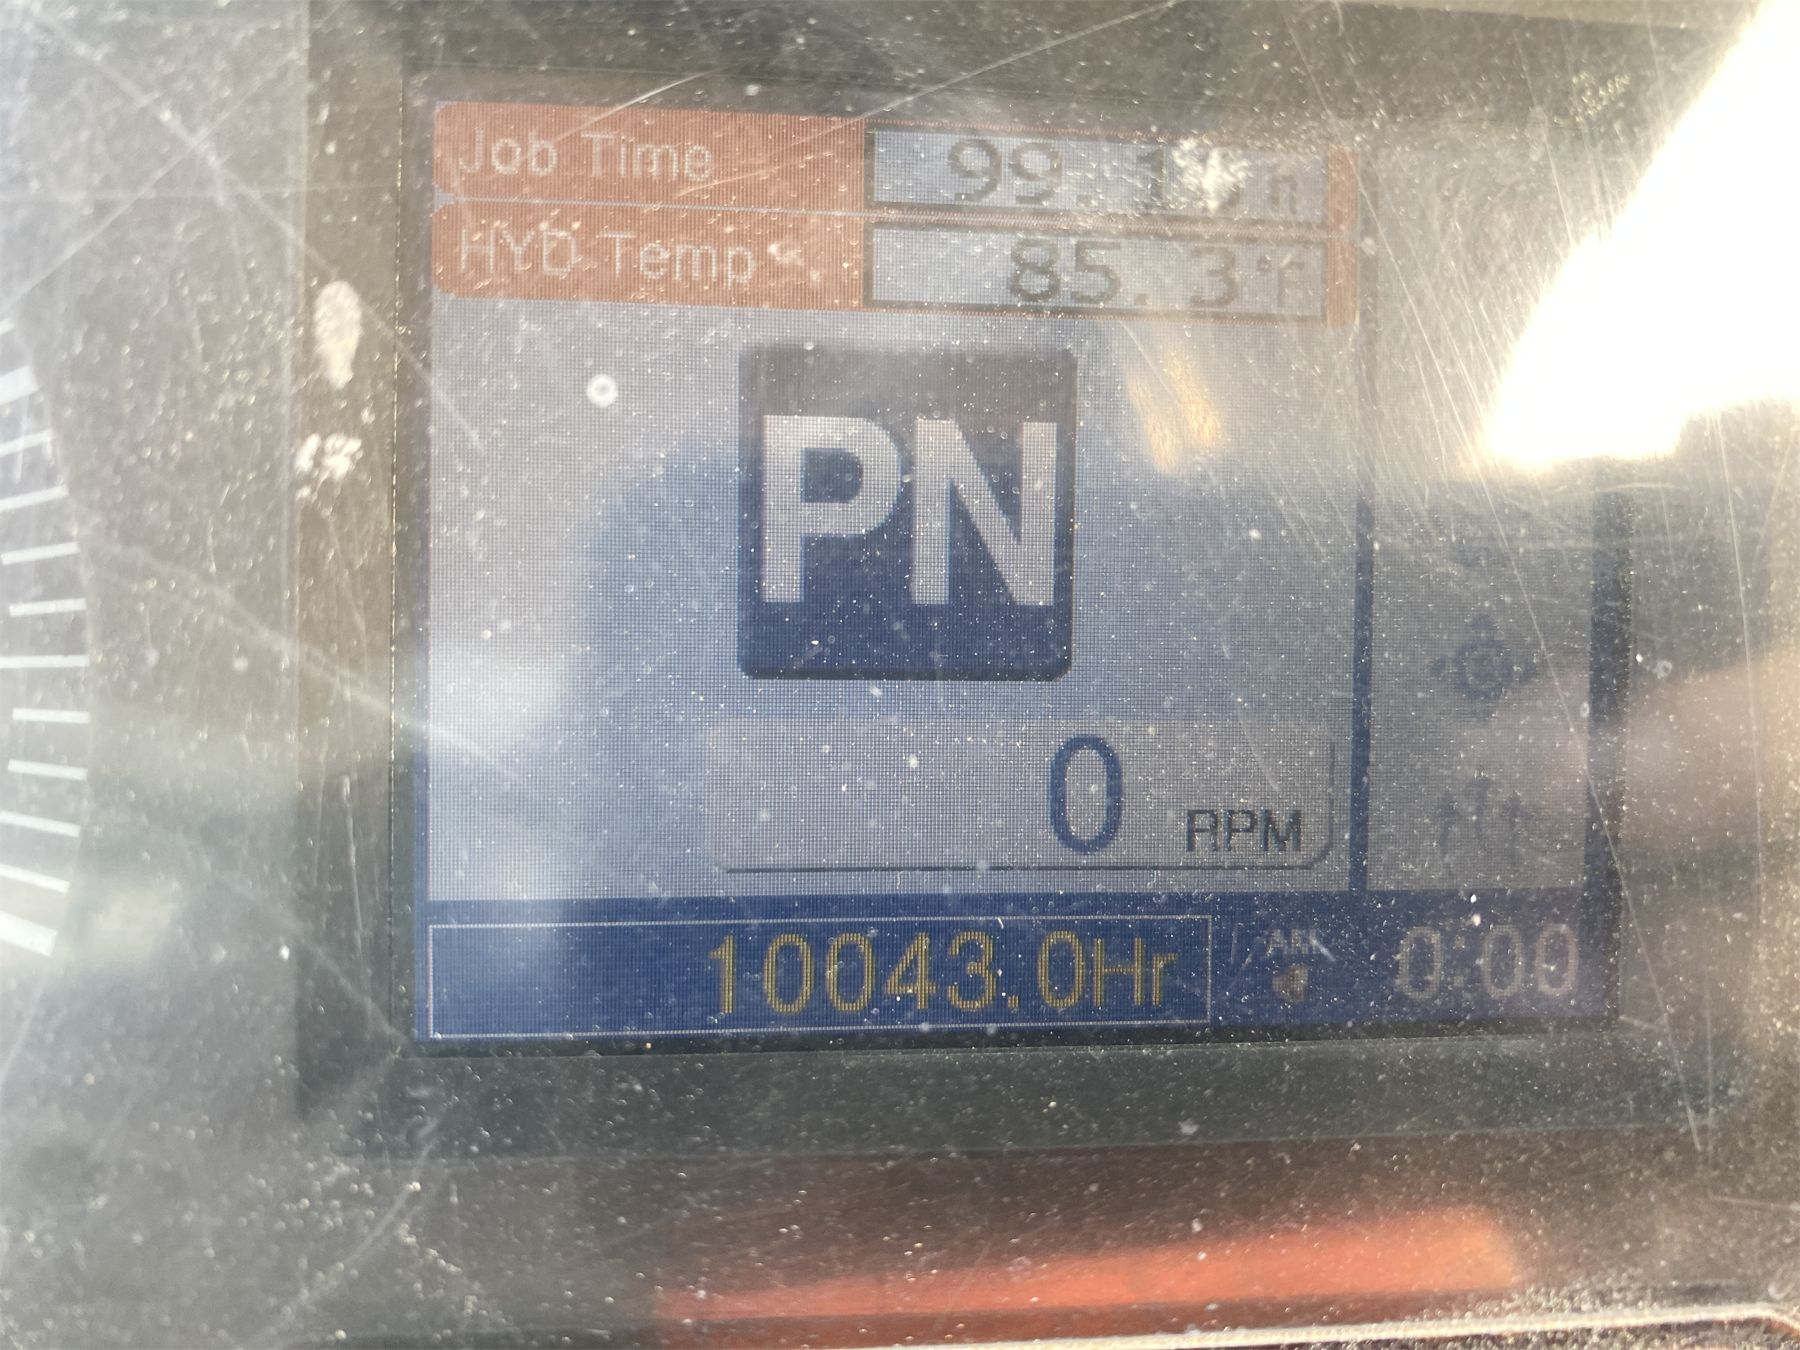 Job Time
HYD Temp 85.3°F
PN
0 RPM
10043.0Hr 0:00